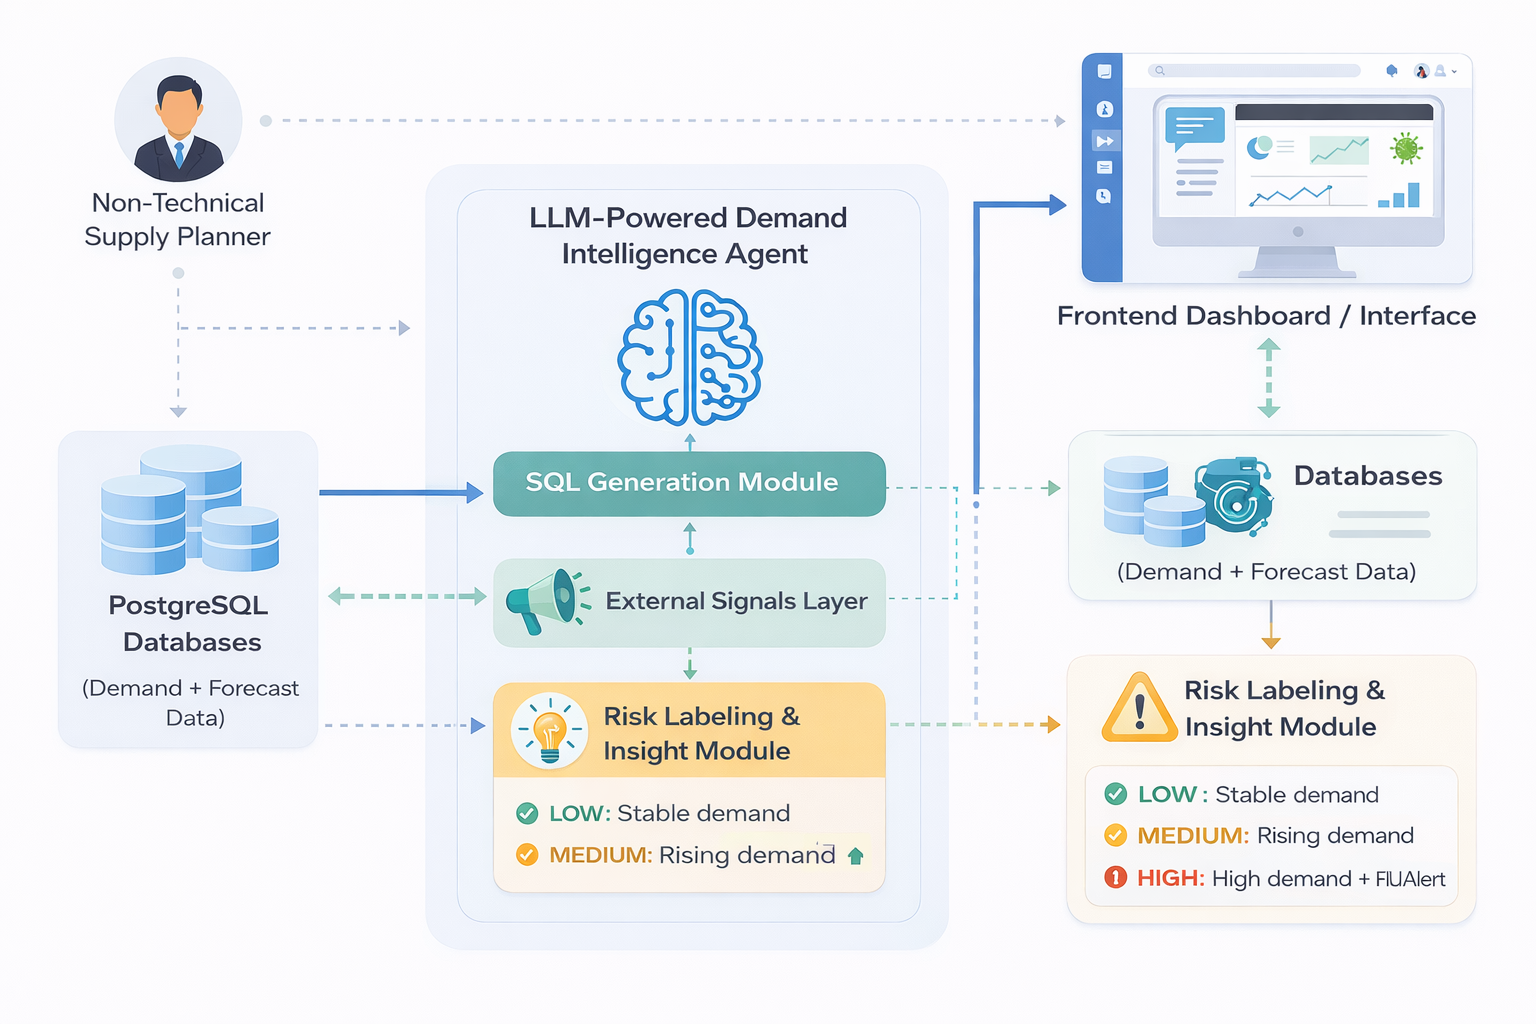 Non-Technical
Supply Planner
LLM-Powered Demand
Intelligence Agent
SQL Generation Module
External Signals Layer
Risk Labeling &
Insight Module
LOW: Stable demand
MEDIUM: Rising demand
PostgreSQL
Databases
(Demand + Forecast
Data)
Frontend Dashboard / Interface
Databases
(Demand + Forecast Data)
Risk Labeling &
Insight Module
LOW : Stable demand
MEDIUM: Rising demand
HIGH: High demand + FIUAlert